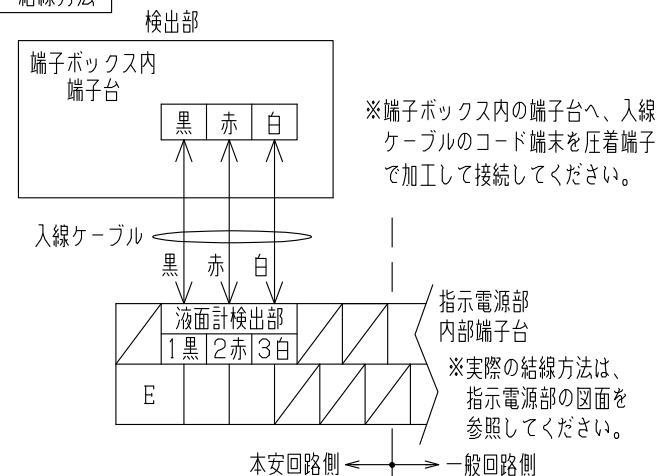 結線方法
検出部
端子ボックス内
端子台
黒 赤 白
※端子ボックス内の端子台へ、入線
ケーブルのコード端末を圧着端子
で加工して接続してください。
入線ケーブル
黒 赤 白
液面計検出部
1黒 2赤 3白
E
指示電源部
内部端子台
※実際の結線方法は、
指示電源部の図面を
参照してください。
本安回路側
一般回路側